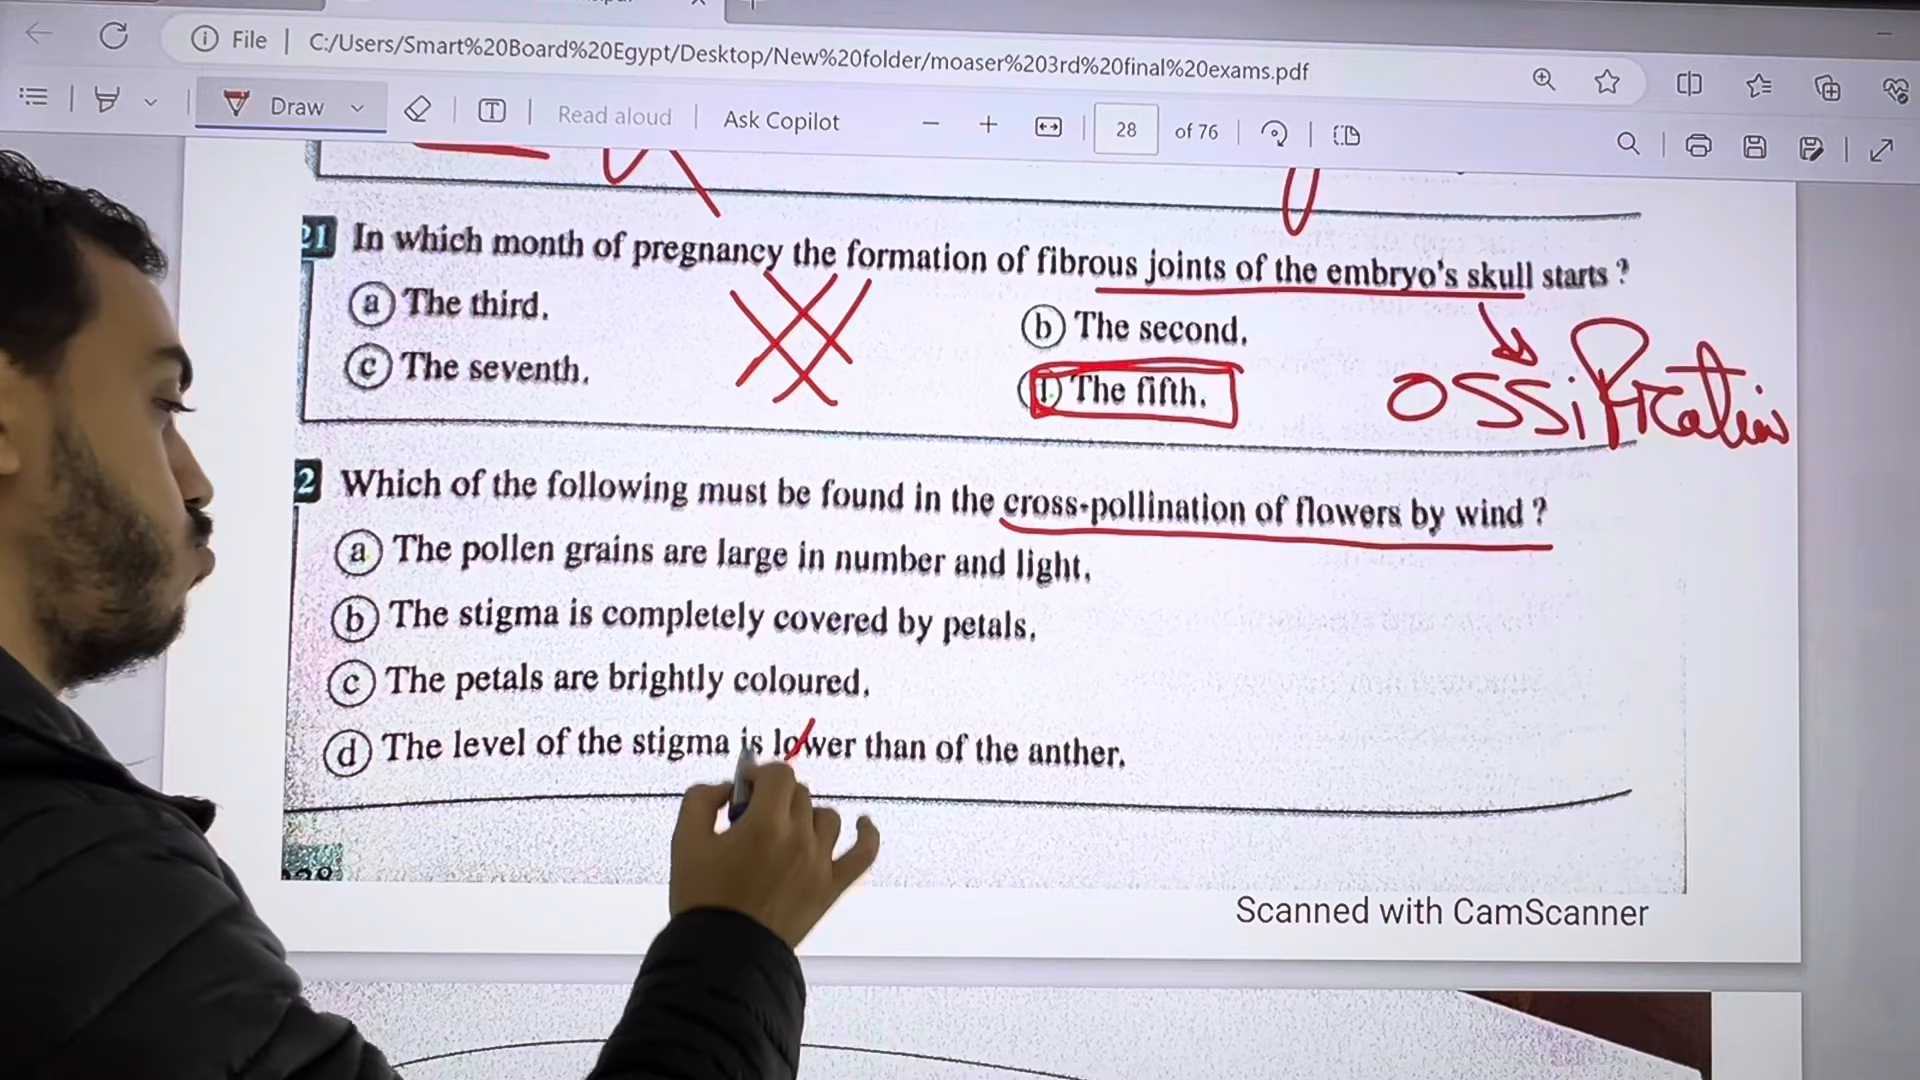 File | C:/Users/Smart%20Board%20Egypt/Desktop/New%20folder/moaser%203rd%20final%20exams.pdf
Draw T Read aloud Ask Copilot 28 of 76
21 In which month of pregnancy the formation of fibrous joints of the embryo's skull starts ?
a The third.
b The second.
c The seventh.
The fifth.
ossification
2 Which of the following must be found in the cross-pollination of flowers by wind ?
a The pollen grains are large in number and light.
b The stigma is completely covered by petals.
c The petals are brightly coloured.
d The level of the stigma is lower than of the anther.
Scanned with CamScanner